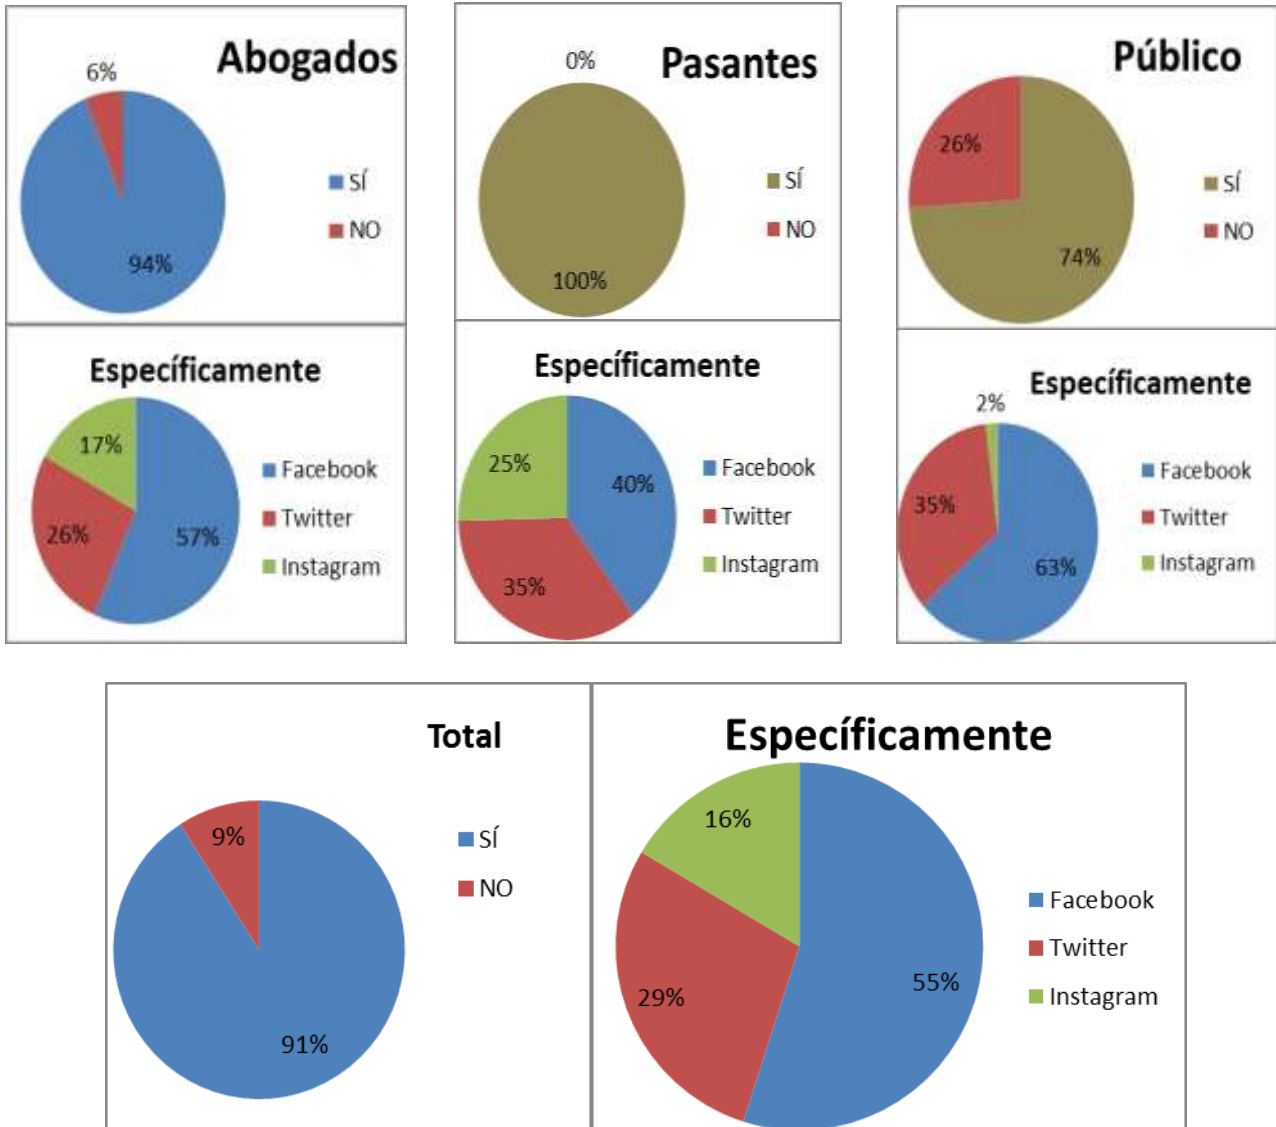 Abogados
6%
SÍ
NO
94%
Pasantes
0%
SÍ
NO
100%
Público
26%
SÍ
NO
74%
Específicamente
17%
Facebook
Twitter
26%
57%
Instagram
Específicamente
25%
Facebook
40%
Twitter
Instagram
35%
Específicamente
2%
Facebook
35%
Twitter
Instagram
63%
Total
9%
SÍ
NO
91%
Específicamente
16%
Facebook
Twitter
55%
29%
Instagram